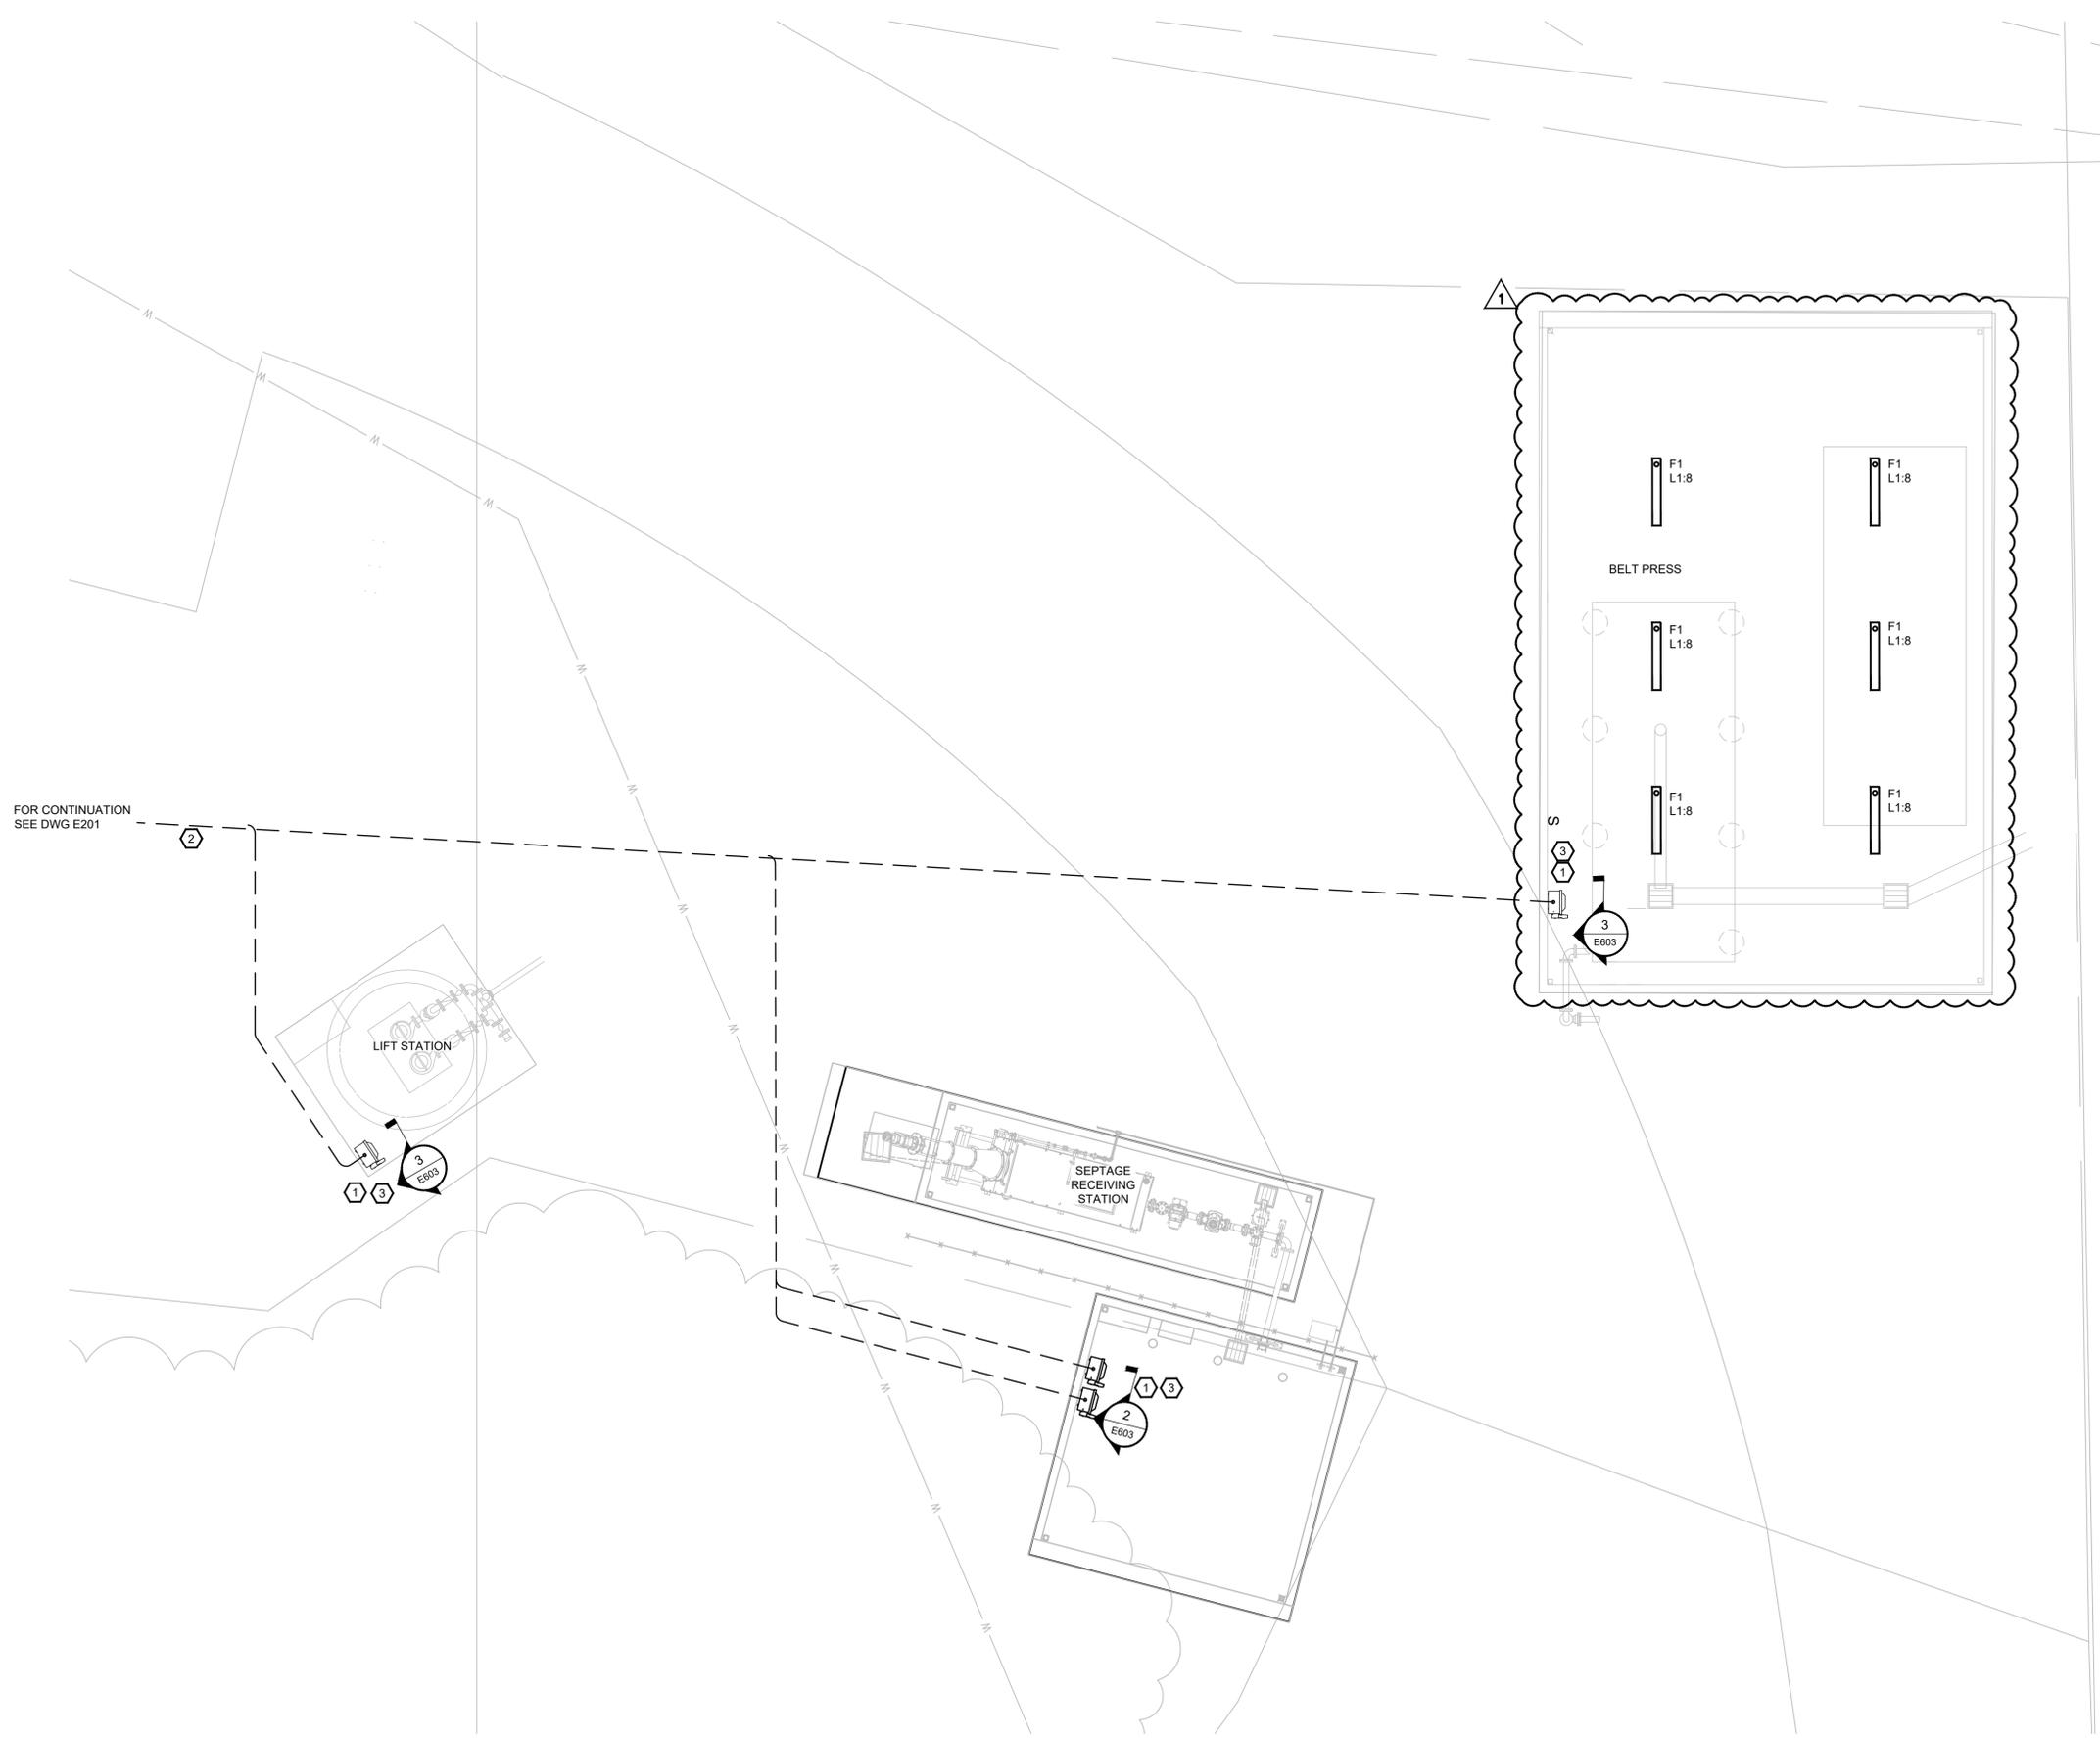 1
F1
L1:8
F1
L1:8
BELT PRESS
F1
L1:8
F1
L1:8
F1
L1:8
F1
L1:8
FOR CONTINUATION
SEE DWG E201
2
S
3
1
3
E603
LIFT STATION
3
E603
1 3
SEPTAGE
RECEIVING
STATION
1 3
2
E603
W
W
W
W
W
W
W
W
W
W
W
W
W
W